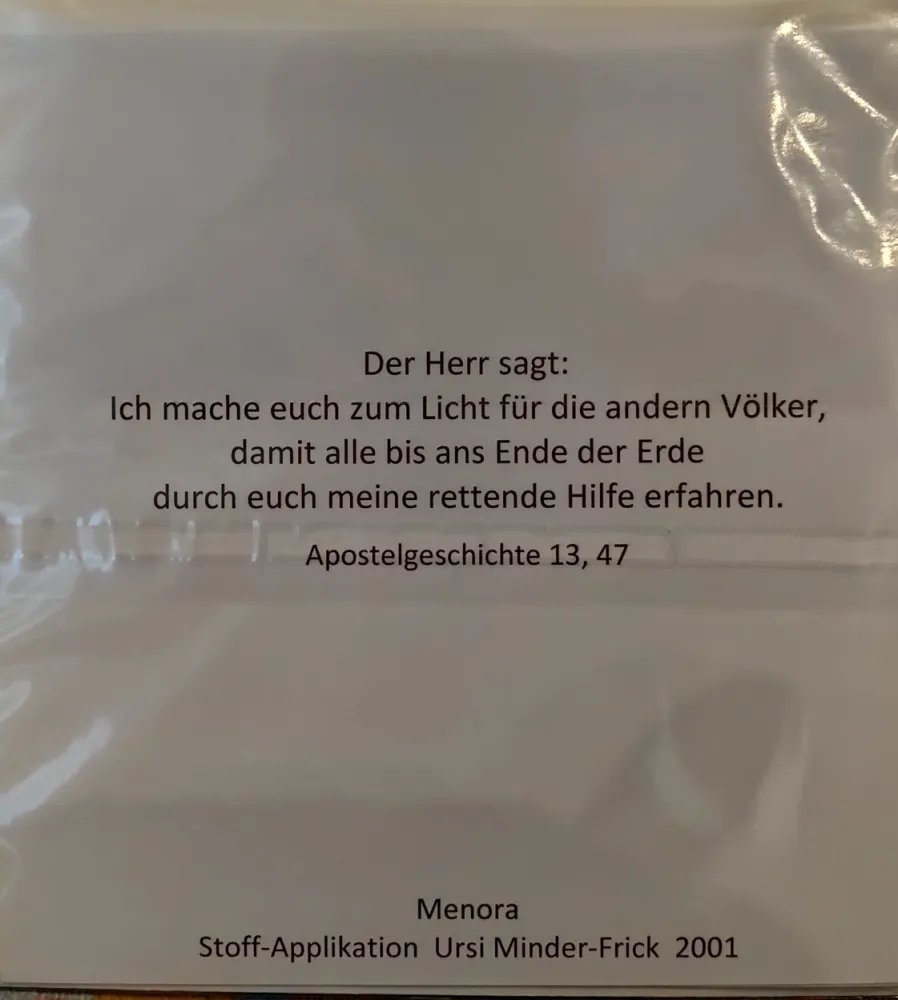 Der Herr sagt:
Ich mache euch zum Licht für die andern Völker,
damit alle bis ans Ende der Erde
durch euch meine rettende Hilfe erfahren.
Apostelgeschichte 13, 47
Menora
Stoff-Applikation Ursi Minder-Frick 2001